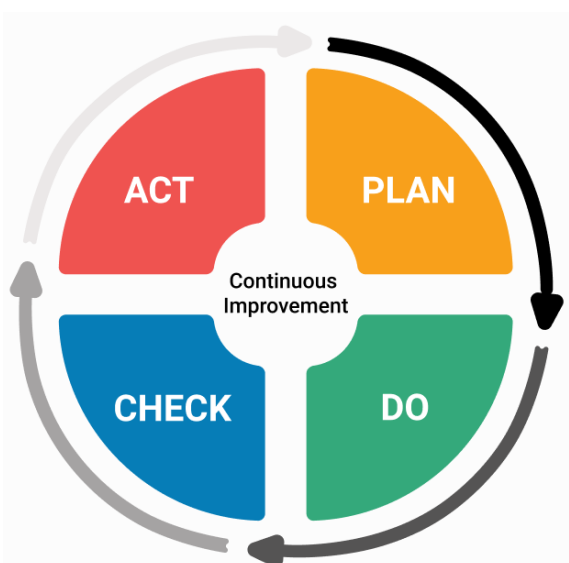 ACT
PLAN
Continuous
Improvement
CHECK
DO